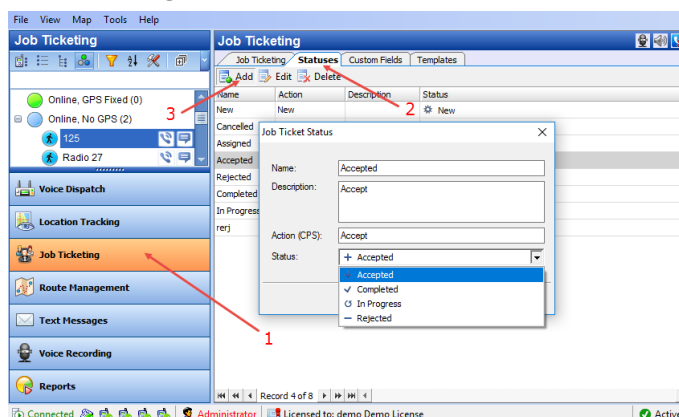 File View Map Tools Help
Job Ticketing
Online, GPS Fixed (0)
Online, No GPS (2)
125
Radio 27
Voice Dispatch
Location Tracking
Job Ticketing
Route Management
Text Messages
Voice Recording
Reports
Job Ticketing
Job Ticketing Statuses Custom Fields Templates
Add Edit Delete
Name Action Description Status
New New New
Cancelled
Assigned
Accepted
Rejected
Completed
In Progress
rerj
Job Ticket Status
Name: Accepted
Description: Accept
Action (CPS): Accept
Status: Accepted
Accepted
Completed
In Progress
Rejected
3
2
1
Record 4 of 8
Connected Administrator Licensed to: demo Demo License Active